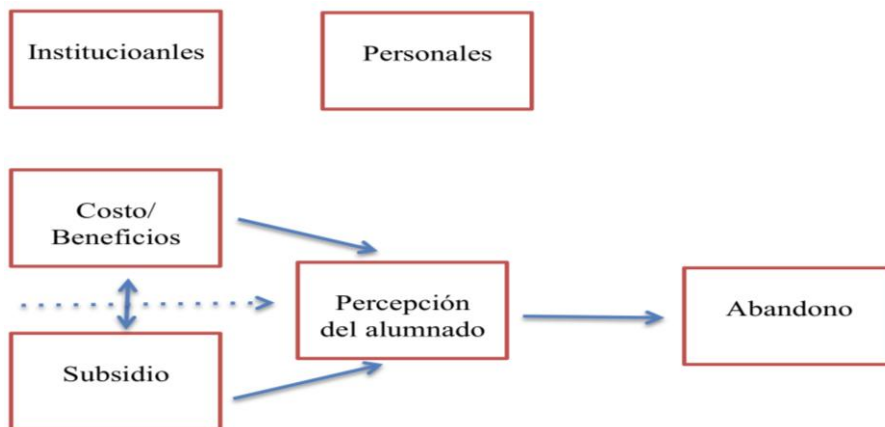 Institucioanles
Personales
Costo/
Beneficios
Percepción
del alumnado
Abandono
Subsidio